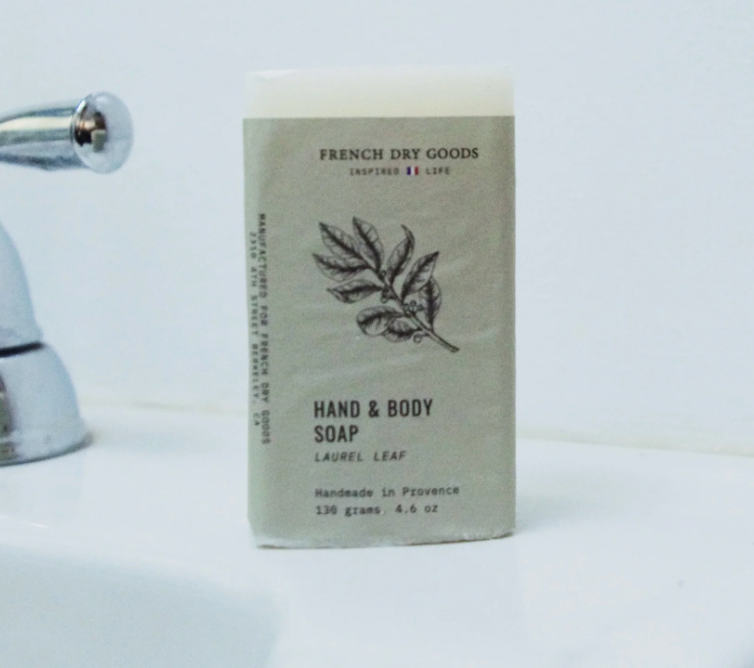 FRENCH DRY GOODS
INSPIRED LIFE
HAND & BODY
SOAP
LAUREL LEAF
Handmade in Provence
130 grams, 4.6 oz
MANUFACTURED FOR FRENCH DRY GOODS
4TH STREET BERKELEY, CA